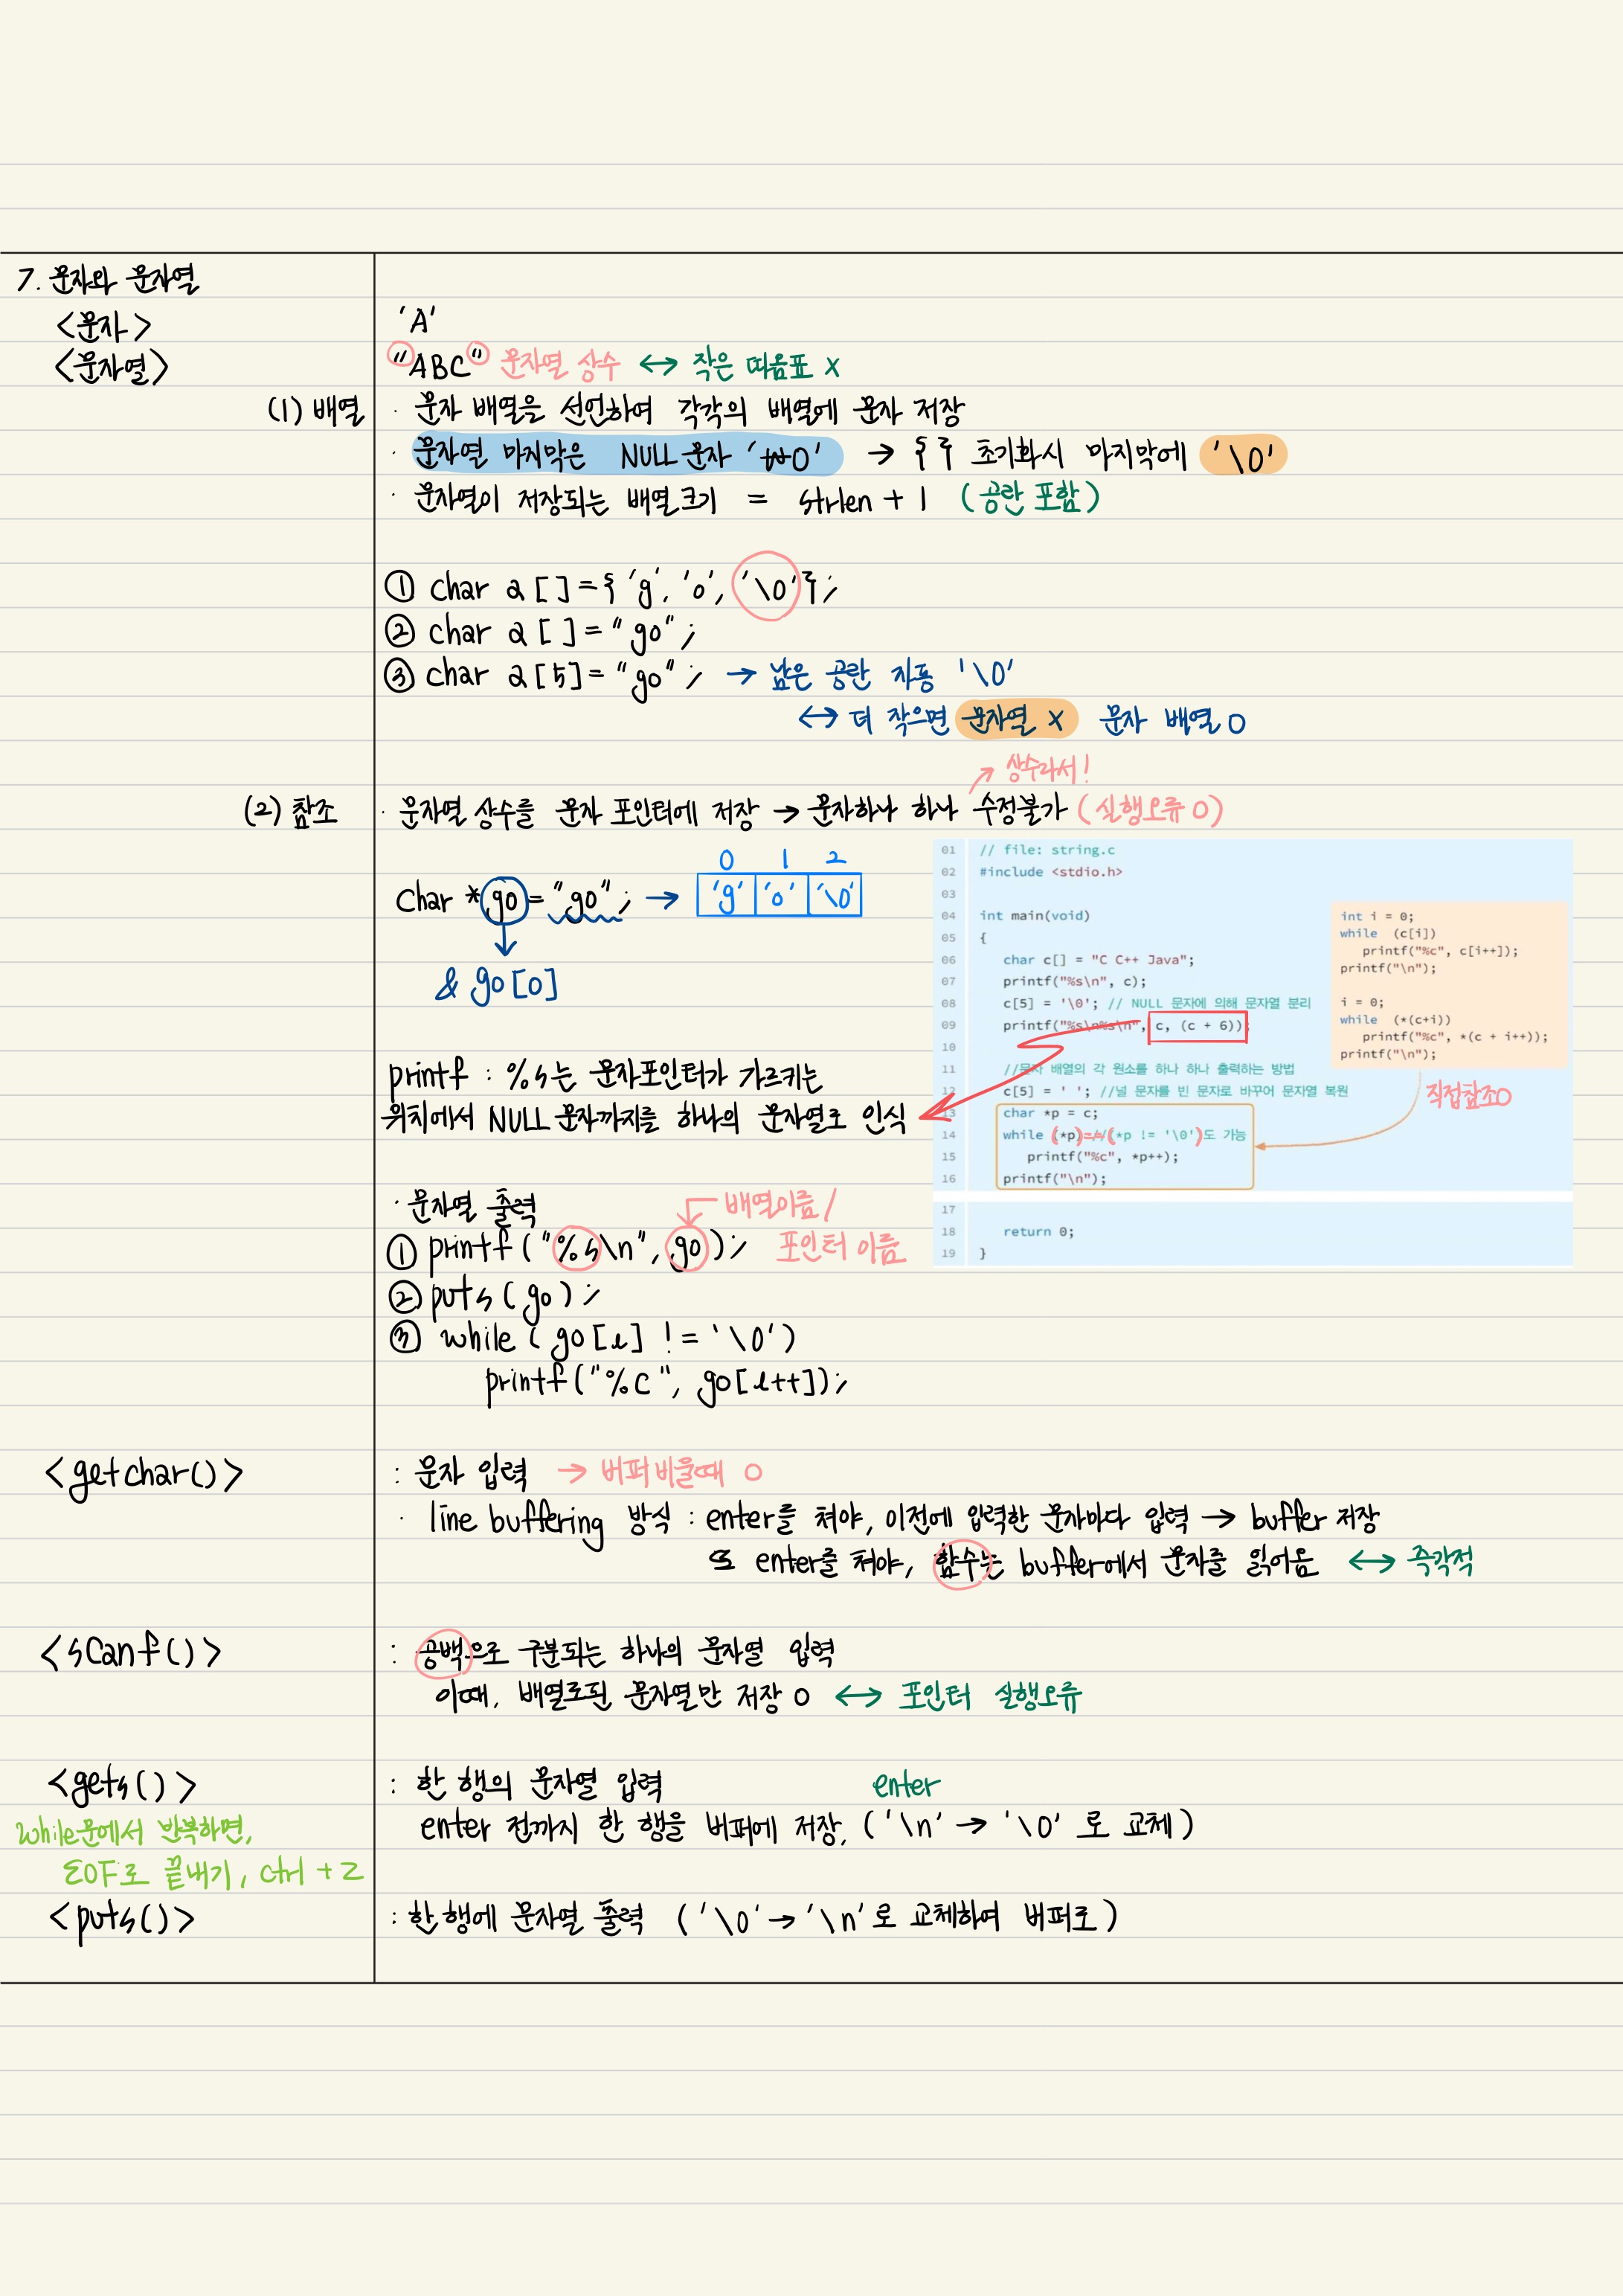 7. 문자와 문자열
<문자> 'A'
<문자열> "ABC" 문자열 상수 ↔ 작은 따옴표 X
(1) 배열 · 문자 배열을 선언하여 각각의 배열에 문자 저장
· 문자열 마지막은 NULL 문자 '₩0' → { } 초기화시 마지막에 '\0'
· 문자열이 저장되는 배열크기 = strlen + 1 (공란 포함)
① char a[]={'g', 'o', '\0'};
② char a[]="go";
③ char a[5]="go"; → 남은 공란 자동 '\0'
↔ 더 작으면 문자열 X 문자 배열 O
↗ 상수라서!
(2) 참조 · 문자열 상수를 문자 포인터에 저장 → 문자하나 하나 수정불가 (실행오류 O)
0 1 2
char *go="go"; → 'g' 'o' '\0'
& go[0]
01 // file: string.c
02 #include <stdio.h>
03
04 int main(void)
05 {
06 char c[] = "C C++ Java";
07 printf("%s\n", c);
08 c[5] = '\0'; // NULL 문자에 의해 문자열 분리
09 printf("%s\n%s\n", c, (c + 6));
10
11 //문자 배열의 각 원소를 하나 하나 출력하는 방법
12 c[5] = ' '; //널 문자를 빈 문자로 바꾸어 문자열 복원
13 char *p = c;
14 while (*p) == (*p != '\0')도 가능
15 printf("%c", *p++);
16 printf("\n");
17
18 return 0;
19 }
int i = 0;
while (c[i])
printf("%c", c[i++]);
printf("\n");
i = 0;
while (*(c+i))
printf("%c", *(c + i++));
printf("\n");
직접참조O
printf : %s는 문자포인터가 가르키는
위치에서 NULL 문자까지를 하나의 문자열로 인식
· 문자열 출력
배열이름/
① printf("%s\n", go); 포인터 이름
② puts(go);
③ while(go[i] != '\0')
printf("%c", go[i++]);
<getchar()> : 문자 입력 → 버퍼 비울때 O
· line buffering 방식 : enter를 쳐야, 이전에 입력한 문자마다 입력 → buffer 저장
enter를 쳐야, 함수는 buffer에서 문자를 읽어옴 ↔ 즉각적
<scanf()> : 공백으로 구분되는 하나의 문자열 입력
이때, 배열로된 문자열만 저장 O ↔ 포인터 실행오류
<gets()> : 한 행의 문자열 입력 enter
enter 전까지 한 행을 버퍼에 저장. ('\n' → '\0' 로 교체)
while문에서 반복하면,
EOF로 끝내기, ctrl + Z
<puts()> : 한 행에 문자열 출력 ('\0' → '\n'로 교체하여 버퍼로)